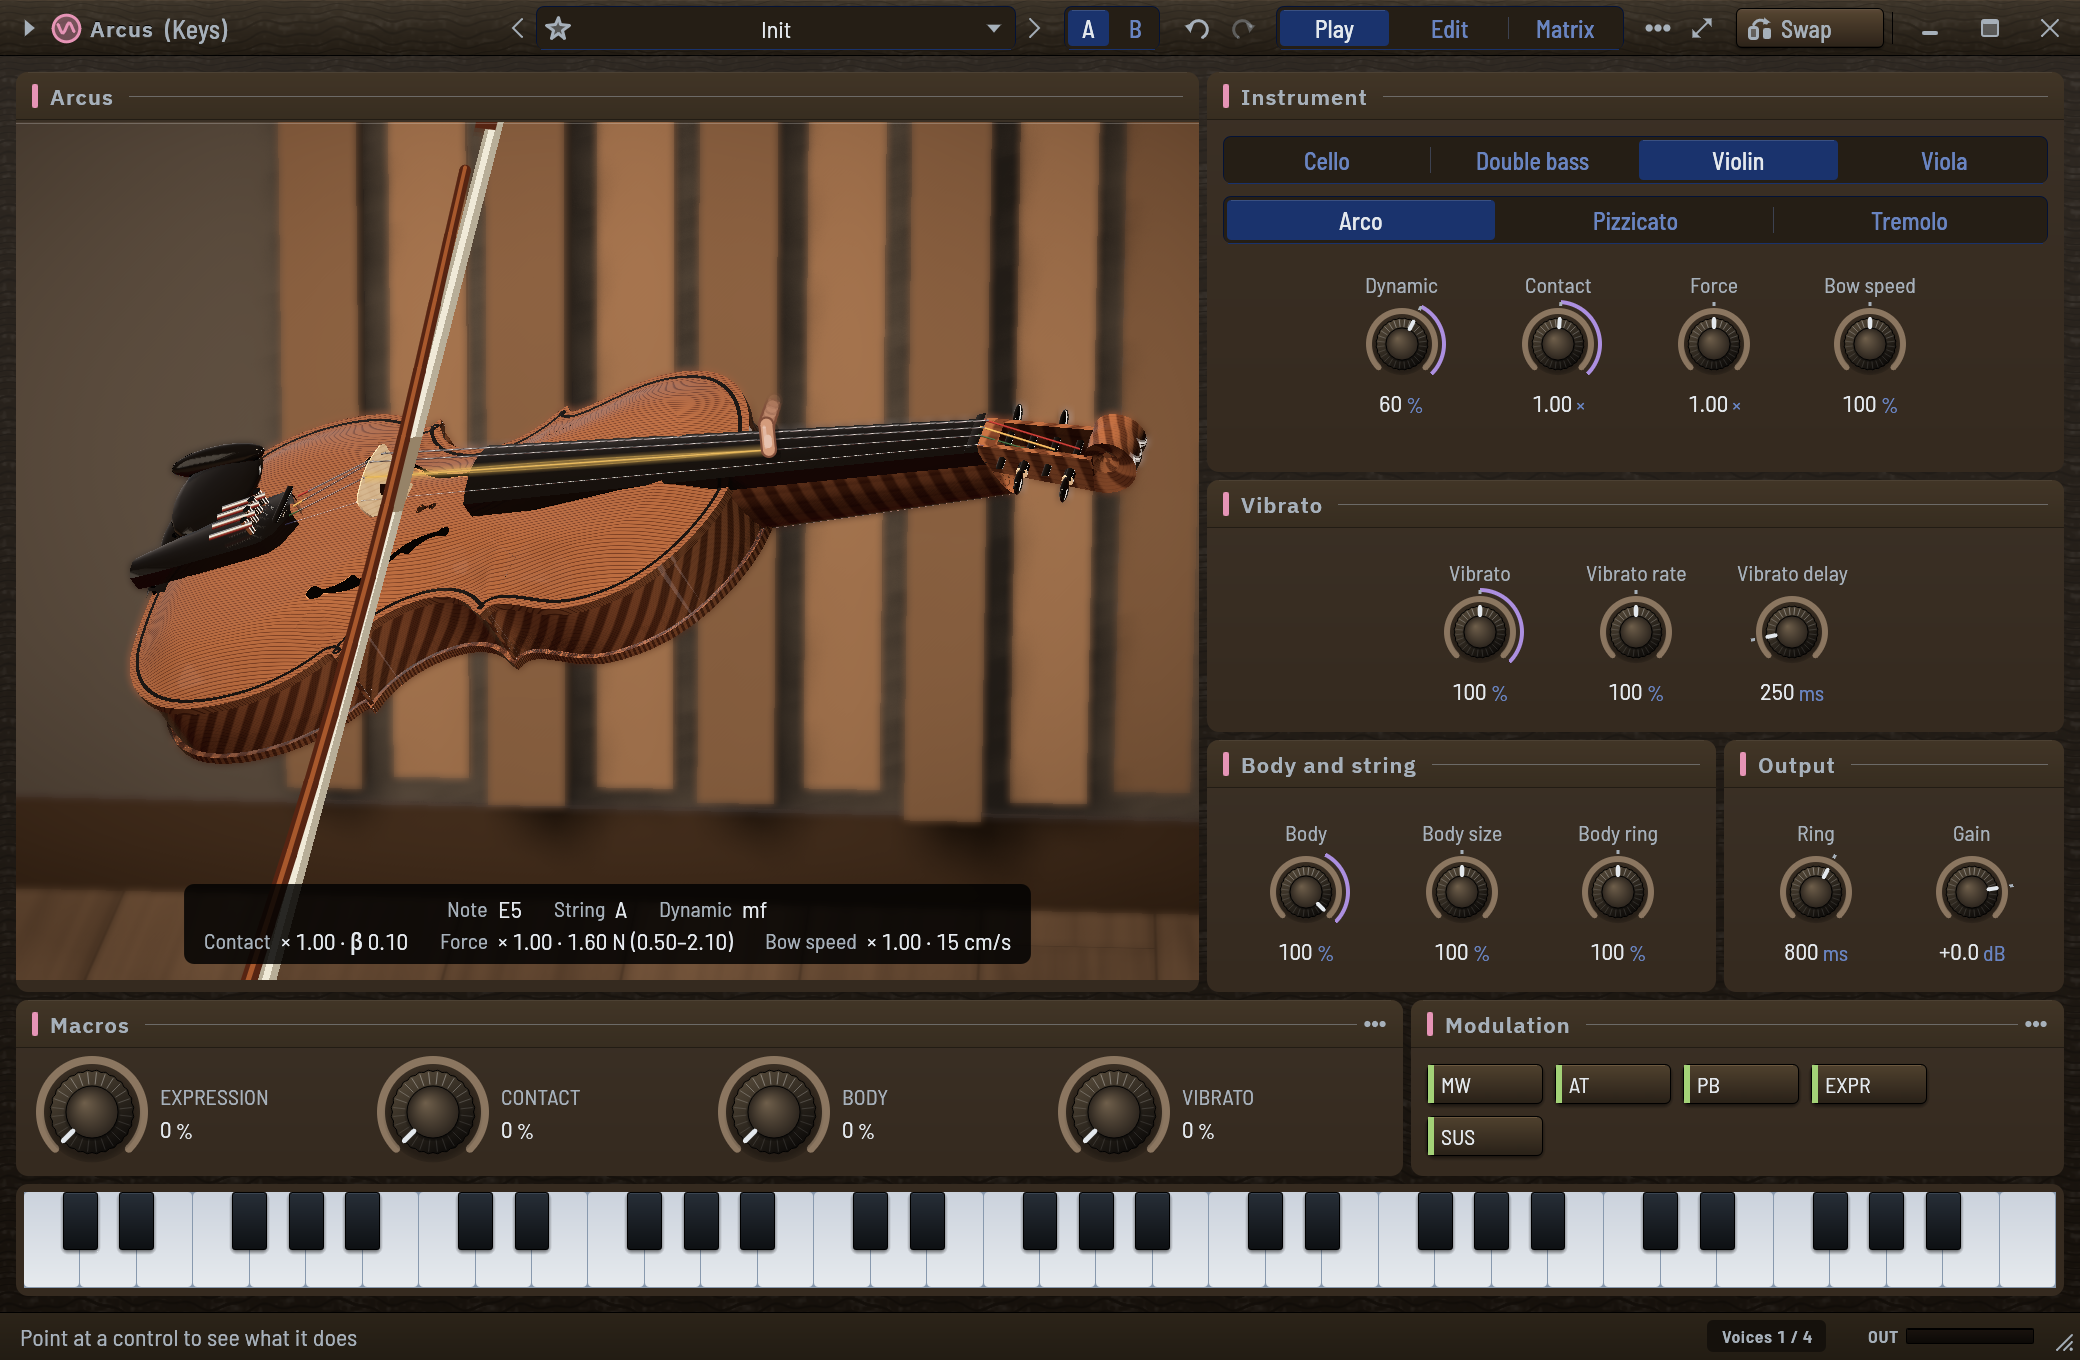 Arcus (Keys)
Init
A B
Play Edit Matrix
Swap
Arcus
Note E5 String A Dynamic mf
Contact × 1.00 · β 0.10 Force × 1.00 · 1.60 N (0.50–2.10) Bow speed × 1.00 · 15 cm/s
Instrument
Cello Double bass Violin Viola
Arco Pizzicato Tremolo
Dynamic Contact Force Bow speed
60 % 1.00 × 1.00 × 100 %
Vibrato
Vibrato Vibrato rate Vibrato delay
100 % 100 % 250 ms
Body and string
Body Body size Body ring
100 % 100 % 100 %
Output
Ring Gain
800 ms +0.0 dB
Macros
EXPRESSION
0 %
CONTACT
0 %
BODY
0 %
VIBRATO
0 %
Modulation
MW AT PB EXPR
SUS
Point at a control to see what it does
Voices 1 / 4 OUT